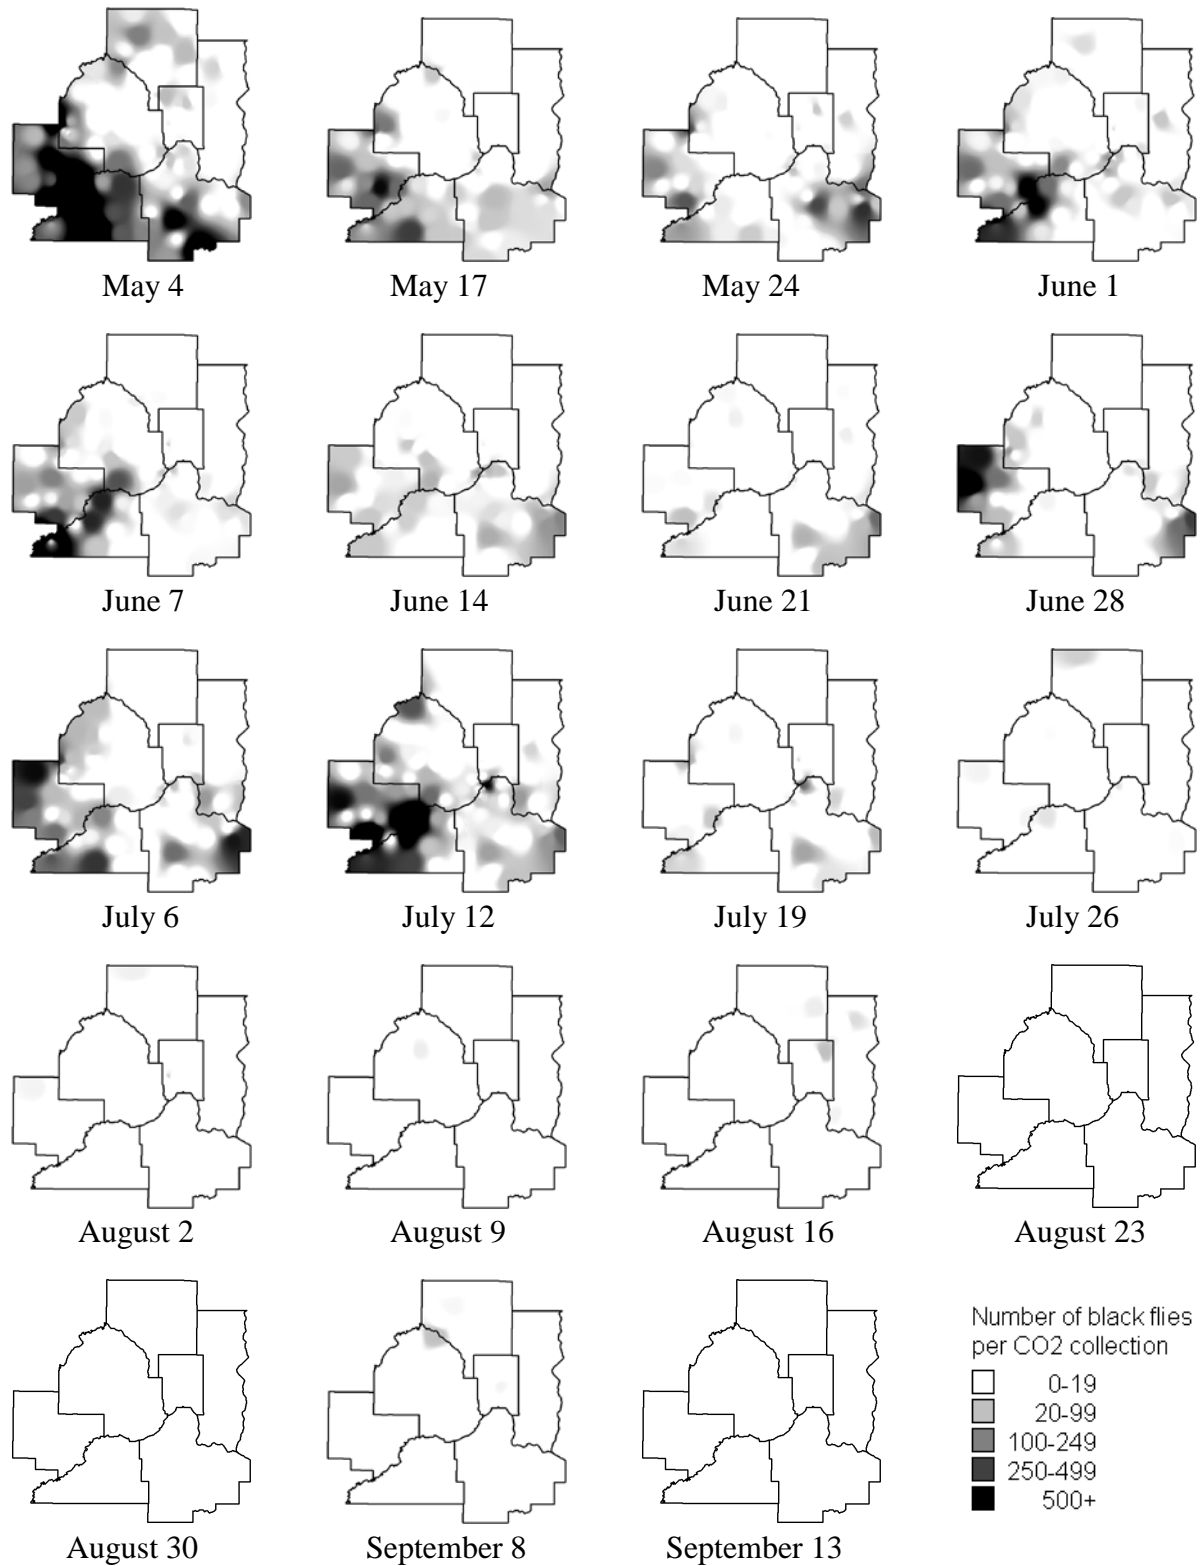 May 4
May 17
May 24
June 1
June 7
June 14
June 21
June 28
July 6
July 12
July 19
July 26
August 2
August 9
August 16
August 23
August 30
September 8
September 13
Number of black flies
per CO2 collection
0-19
20-99
100-249
250-499
500+